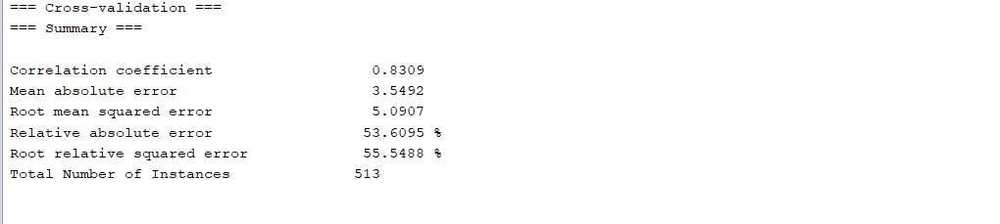 === Cross-validation ===
=== Summary ===
Correlation coefficient 0.8309
Mean absolute error 3.5492
Root mean squared error 5.0907
Relative absolute error 53.6095 %
Root relative squared error 55.5488 %
Total Number of Instances 513